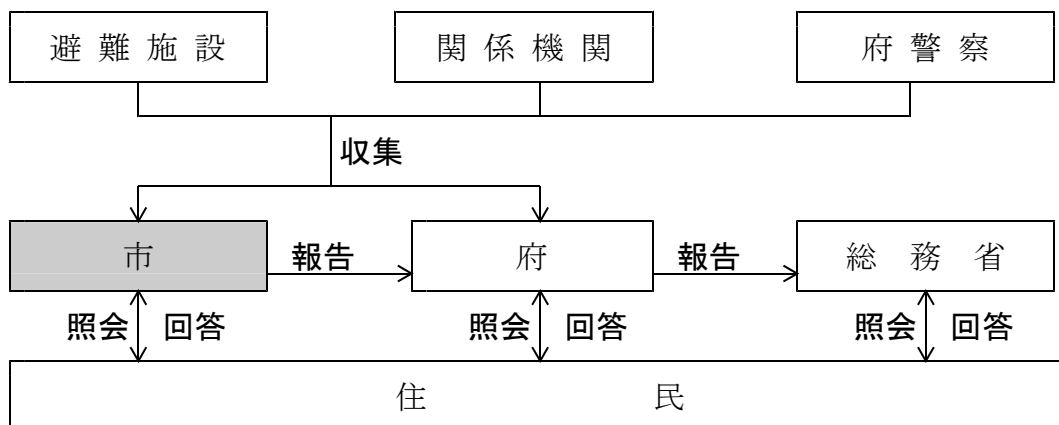 避難施設 関係機関 府警察
収集
市 報告 府 報告 総務省
照会 回答 照会 回答 照会 回答
住民